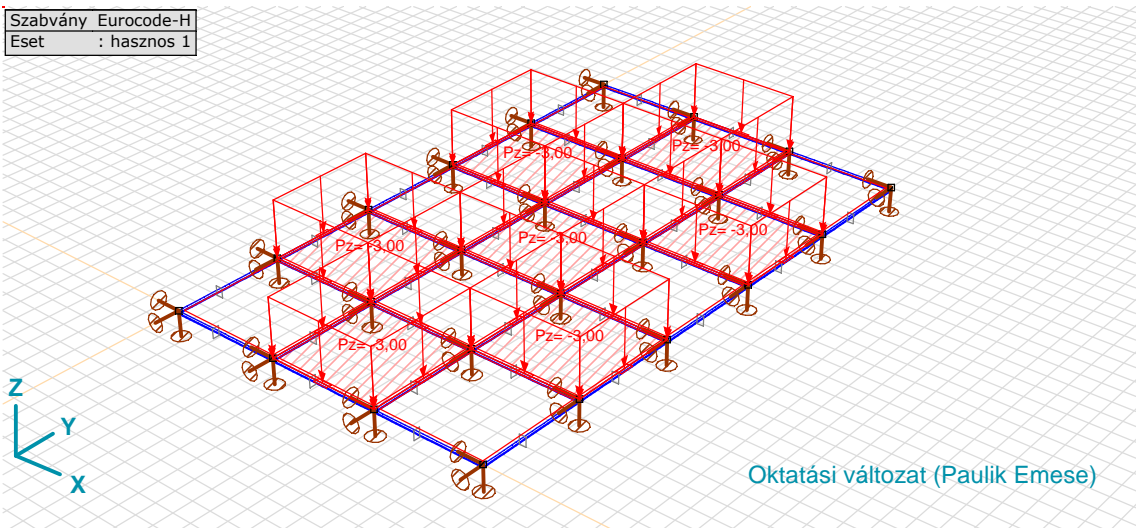 Szabvány Eurocode-H
Eset : hasznos 1
Pz= -3,00
Pz= -3,00
Pz= -3,00
Pz= -3,00
Pz= -3,00
Pz= -3,00
Pz= -3,00
Z
Y
X
Oktatási változat (Paulik Emese)